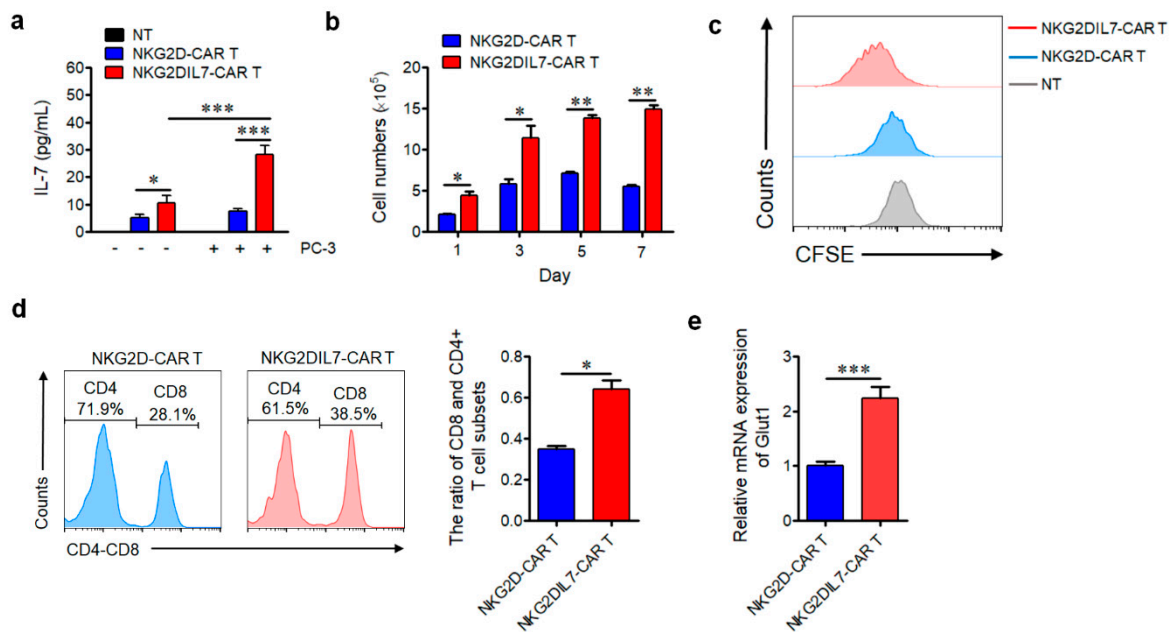 a
NT
NKG2D-CAR T
NKG2DIL7-CAR T
IL-7 (pg/mL)
60
50
40
30
20
10
0
***
***
*
- - - + + + PC-3
b
NKG2D-CAR T
NKG2DIL7-CAR T
Cell numbers (×10⁵)
20
15
10
5
0
*
*
**
**
1 3 5 7
Day
c
NKG2DIL7-CAR T
NKG2D-CAR T
NT
Counts
CFSE
d
NKG2D-CAR T
CD4
71.9%
CD8
28.1%
NKG2DIL7-CAR T
CD4
61.5%
CD8
38.5%
Counts
CD4-CD8
The ratio of CD8 and CD4+
T cell subsets
0.8
0.6
0.4
0.2
0.0
*
NKG2D-CAR T
NKG2DIL7-CAR T
e
Relative mRNA expression
of Glut1
3
2
1
0
***
NKG2D-CAR T
NKG2DIL7-CAR T